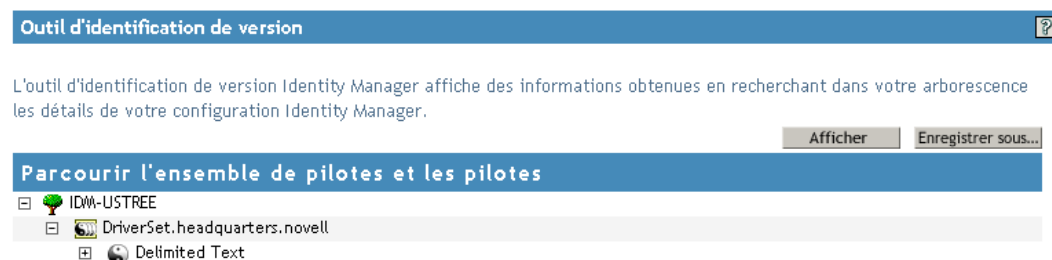 Outil d'identification de version
L'outil d'identification de version Identity Manager affiche des informations obtenues en recherchant dans votre arborescence
les détails de votre configuration Identity Manager.
Afficher Enregistrer sous...
Parcourir l'ensemble de pilotes et les pilotes
IDM-USTREE
DriverSet.headquarters.novell
Delimited Text